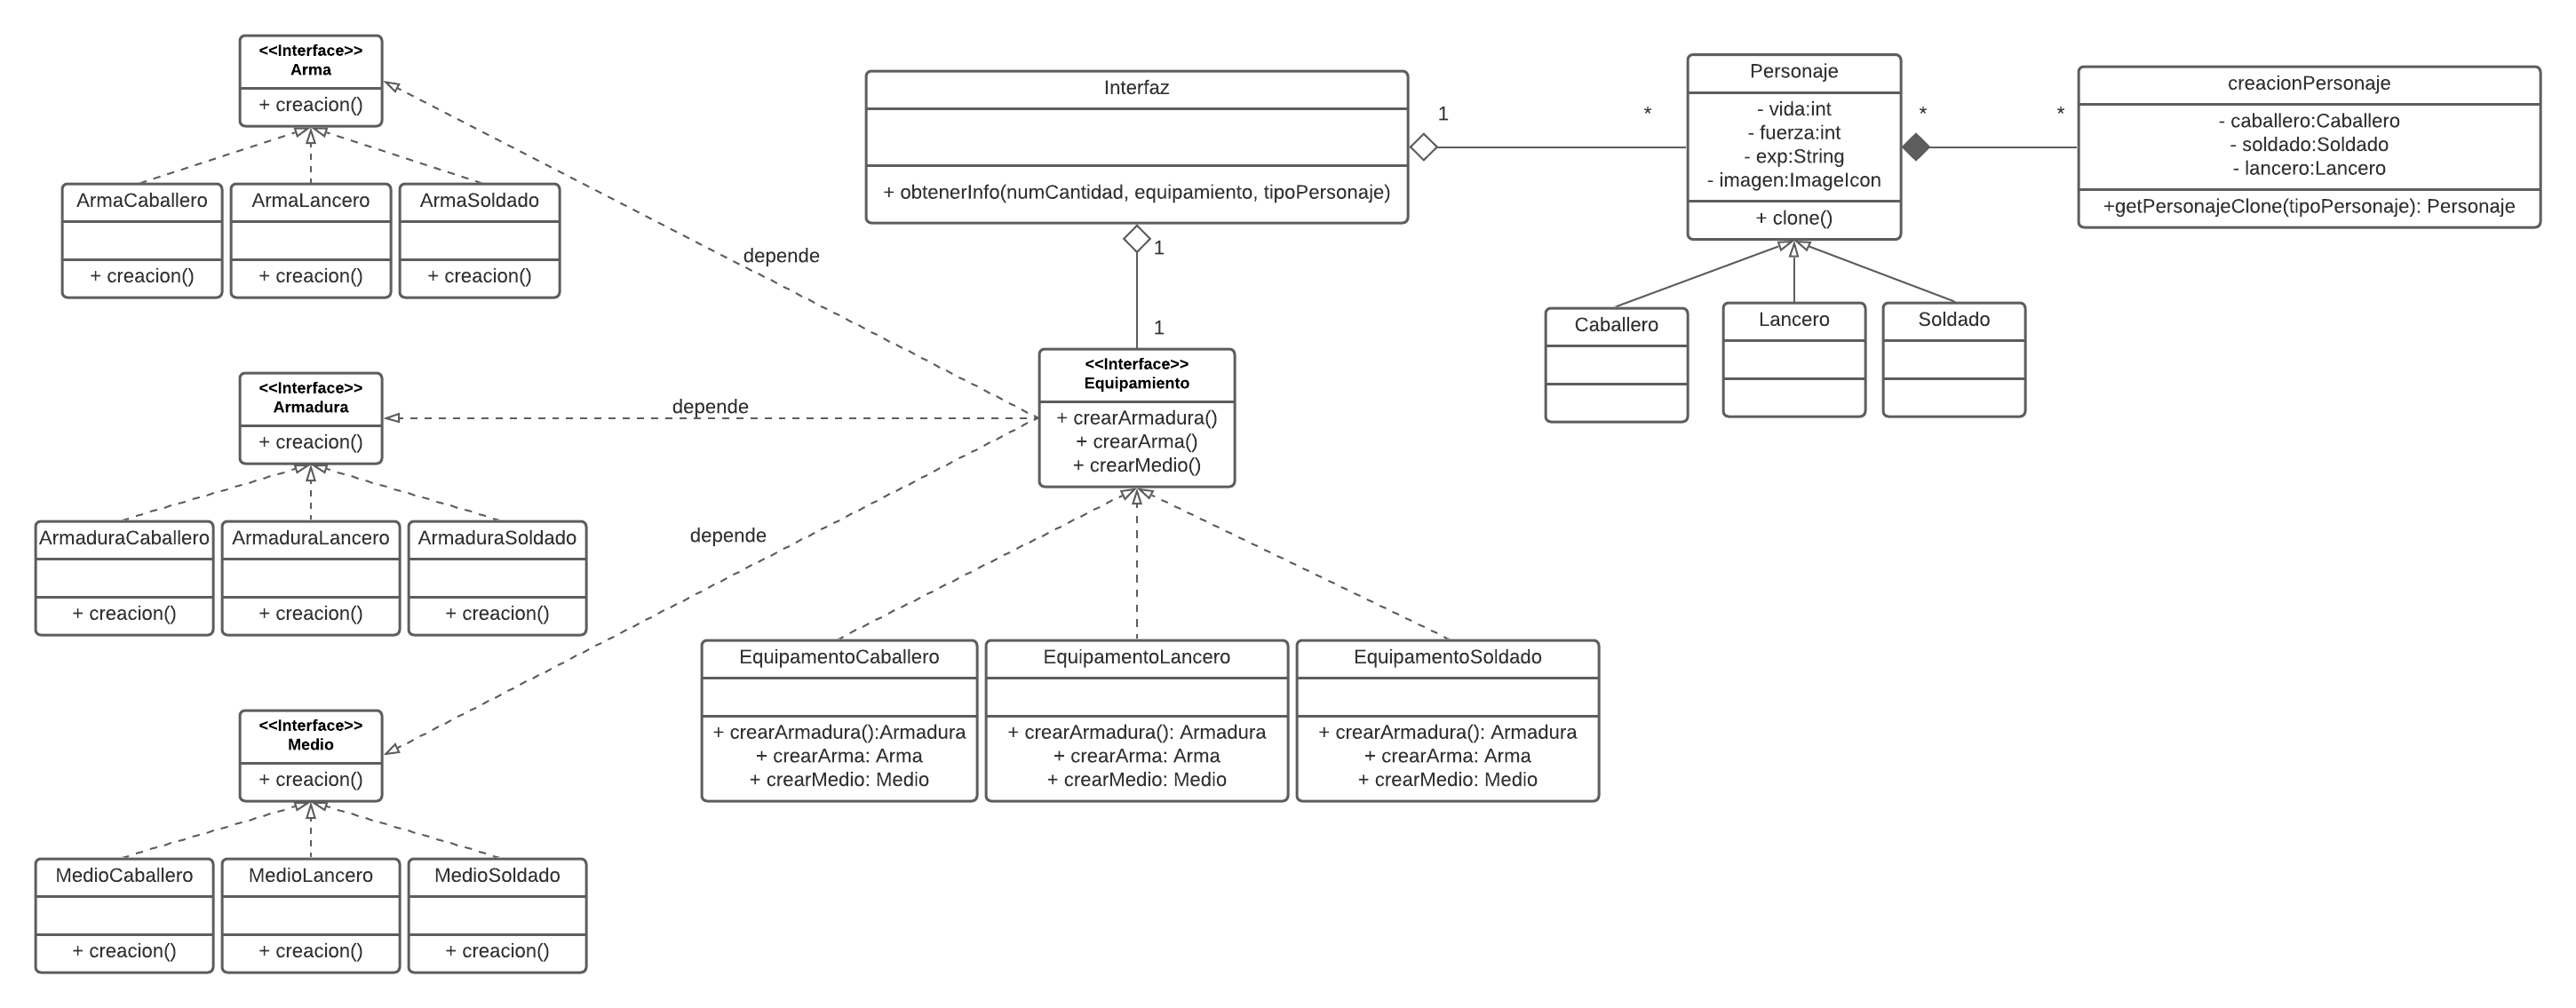 <<Interface>>
Arma
+ creacion()
ArmaCaballero
+ creacion()
ArmaLancero
+ creacion()
ArmaSoldado
+ creacion()
<<Interface>>
Armadura
+ creacion()
ArmaduraCaballero
+ creacion()
ArmaduraLancero
+ creacion()
ArmaduraSoldado
+ creacion()
<<Interface>>
Medio
+ creacion()
MedioCaballero
+ creacion()
MedioLancero
+ creacion()
MedioSoldado
+ creacion()
depende
depende
depende
Interfaz
+ obtenerInfo(numCantidad, equipamiento, tipoPersonaje)
1
*
1
1
<<Interface>>
Equipamiento
+ crearArmadura()
+ crearArma()
+ crearMedio()
EquipamentoCaballero
+ crearArmadura():Armadura
+ crearArma: Arma
+ crearMedio: Medio
EquipamentoLancero
+ crearArmadura(): Armadura
+ crearArma: Arma
+ crearMedio: Medio
EquipamentoSoldado
+ crearArmadura(): Armadura
+ crearArma: Arma
+ crearMedio: Medio
Personaje
- vida:int
- fuerza:int
- exp:String
- imagen:ImageIcon
+ clone()
*
*
Caballero
Lancero
Soldado
creacionPersonaje
- caballero:Caballero
- soldado:Soldado
- lancero:Lancero
+getPersonajeClone(tipoPersonaje): Personaje